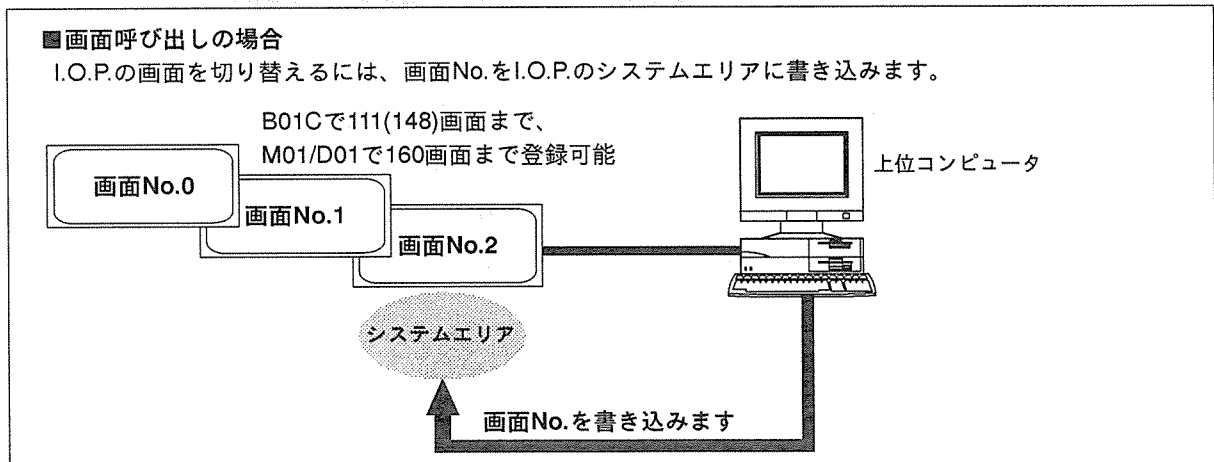 ■画面呼び出しの場合
I.O.P.の画面を切り替えるには、画面No.をI.O.P.のシステムエリアに書き込みます。
B01Cで111(148)画面まで、
M01/D01で160画面まで登録可能
画面No.0
画面No.1
画面No.2
上位コンピュータ
システムエリア
画面No.を書き込みます